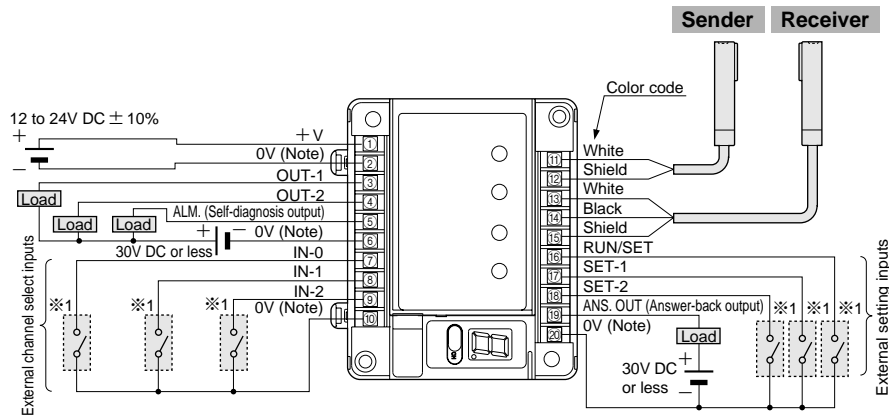 Sender Receiver
Color code
12 to 24V DC ± 10%
+
−
+V
0V (Note)
OUT-1
OUT-2
ALM. (Self-diagnosis output)
0V (Note)
30V DC or less
+ −
Load
Load
Load
IN-0
IN-1
IN-2
0V (Note)
External channel select inputs
※1
※1
※1
1
2
3
4
5
6
7
8
9
10
11
12
13
14
15
16
17
18
19
20
White
Shield
White
Black
Shield
RUN/SET
SET-1
SET-2
ANS. OUT (Answer-back output)
0V (Note)
Load
30V DC
or less
+
−
※1 ※1 ※1
External setting inputs